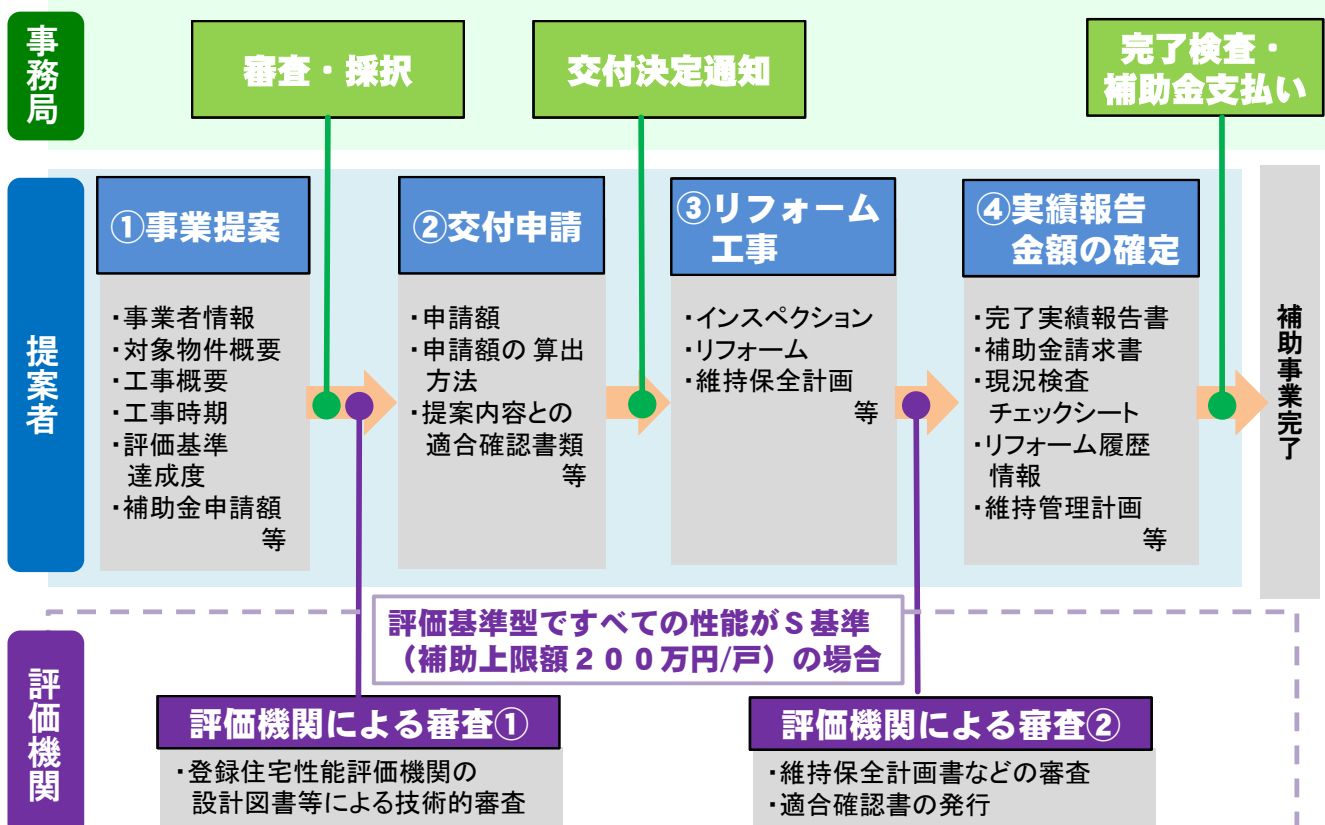 事務局
審査・採択
交付決定通知
完了検査・
補助金支払い
提案者
①事業提案
・事業者情報
・対象物件概要
・工事概要
・工事時期
・評価基準
達成度
・補助金申請額
等
②交付申請
・申請額
・申請額の 算出
方法
・提案内容との
適合確認書類
等
③リフォーム
工事
・インスペクション
・リフォーム
・維持保全計画
等
④実績報告
金額の確定
・完了実績報告書
・補助金請求書
・現況検査
チェックシート
・リフォーム履歴
情報
・維持管理計画
等
補助事業完了
評価機関
評価基準型ですべての性能がS基準
（補助上限額２００万円/戸）の場合
評価機関による審査①
・登録住宅性能評価機関の
設計図書等による技術的審査
評価機関による審査②
・維持保全計画書などの審査
・適合確認書の発行